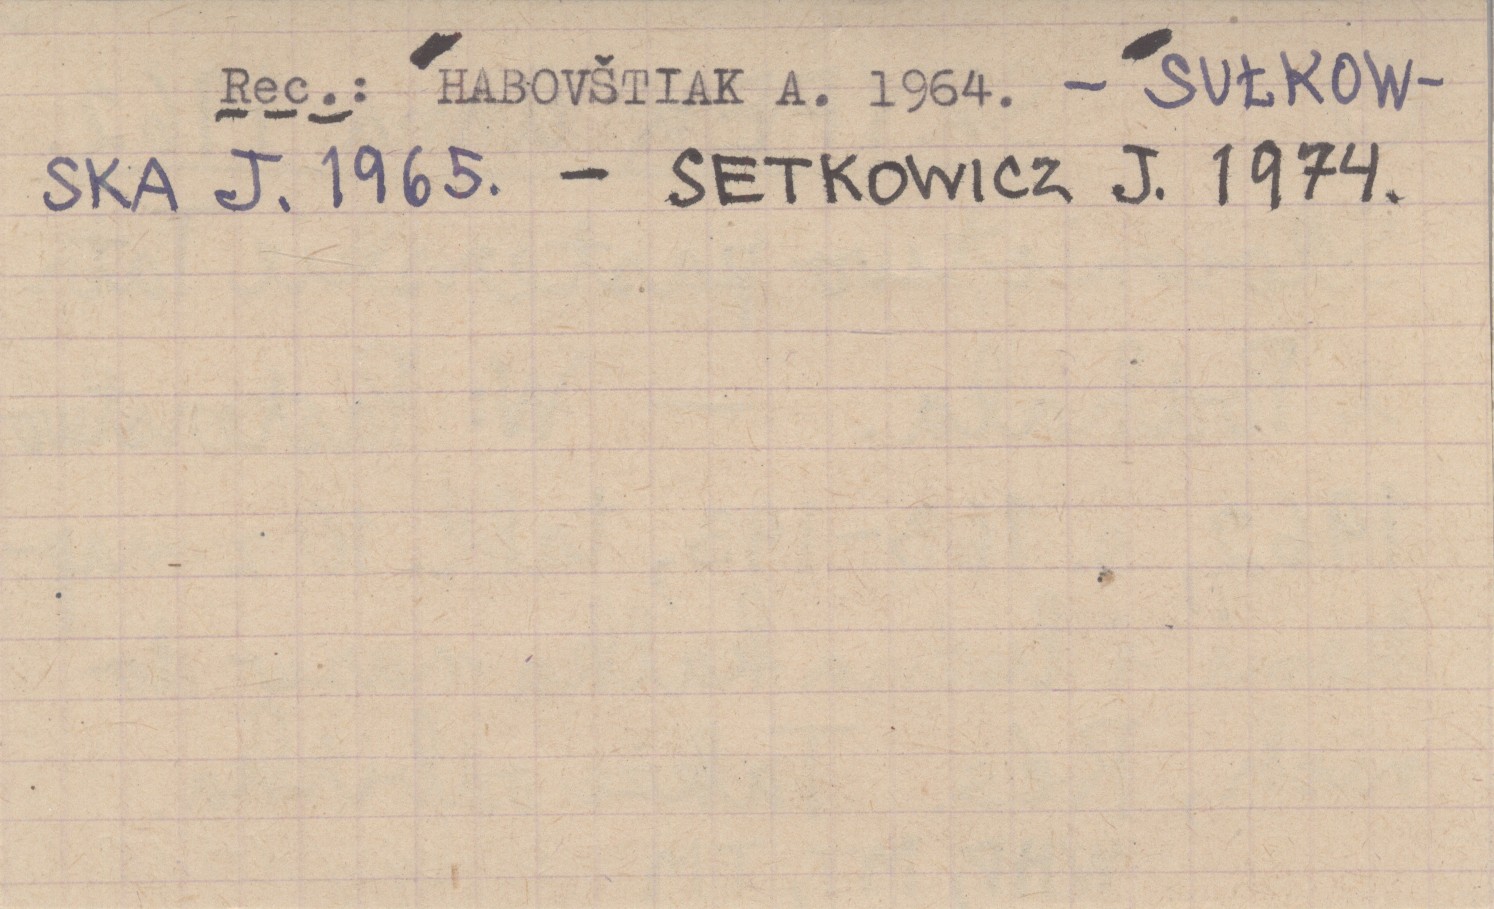 Rec.: HABOVŠTIAK A. 1964. – SUŁKOW-
SKA J. 1965. – SETKOWICZ J. 1974.